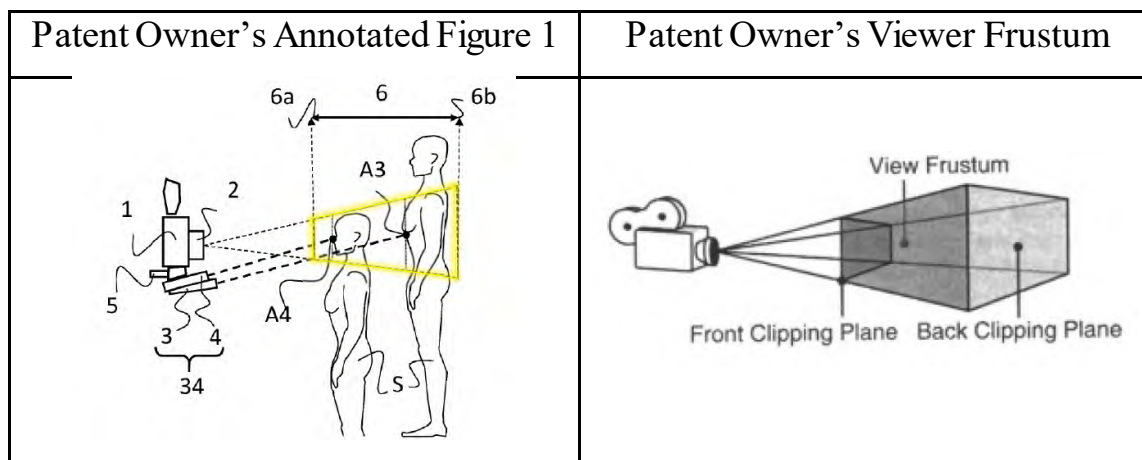 Patent Owner's Annotated Figure 1
Patent Owner's Viewer Frustum
6a
6
6b
A3
2
1
5
A4
3
4
S
34
View Frustum
Front Clipping Plane
Back Clipping Plane